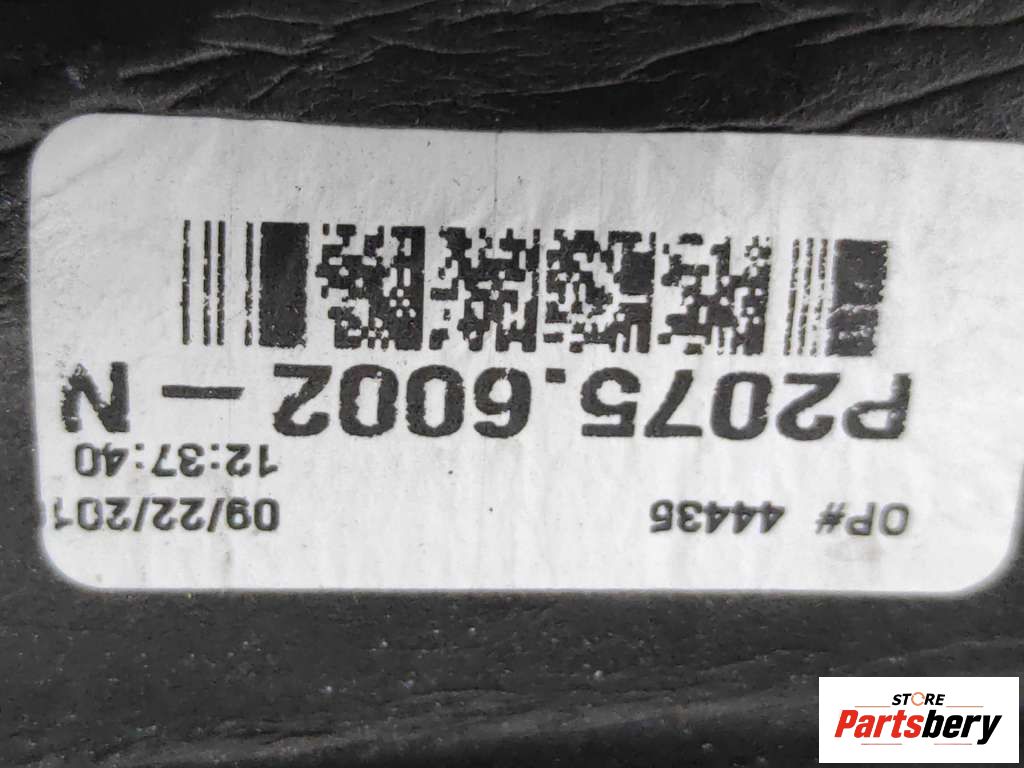 OP# 44435 09/22/201
12:37:40
P2075.6002 – N
STORE
Partsbery